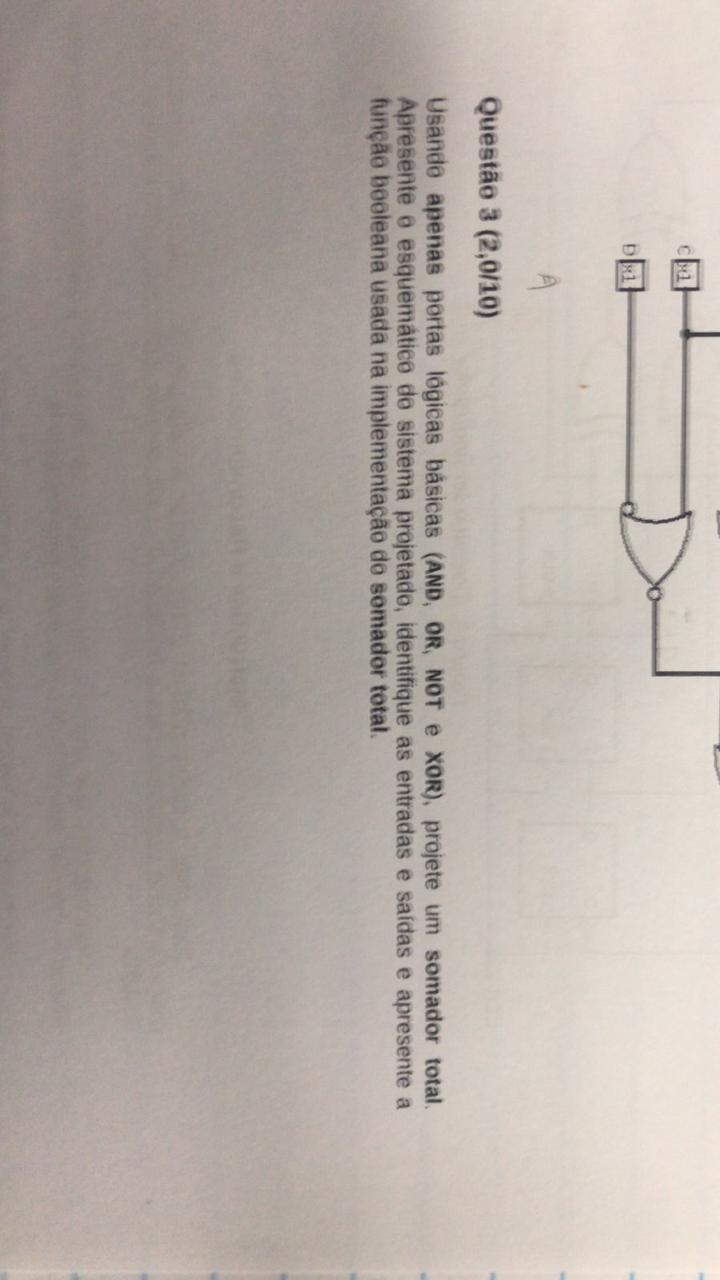 C x1
D x1
A
Questão 3 (2,0/10)
Usando apenas portas lógicas básicas (AND, OR, NOT e XOR), projete um somador total.
Apresente o esquemático do sistema projetado, identifique as entradas e saídas e apresente a
função booleana usada na implementação do somador total.